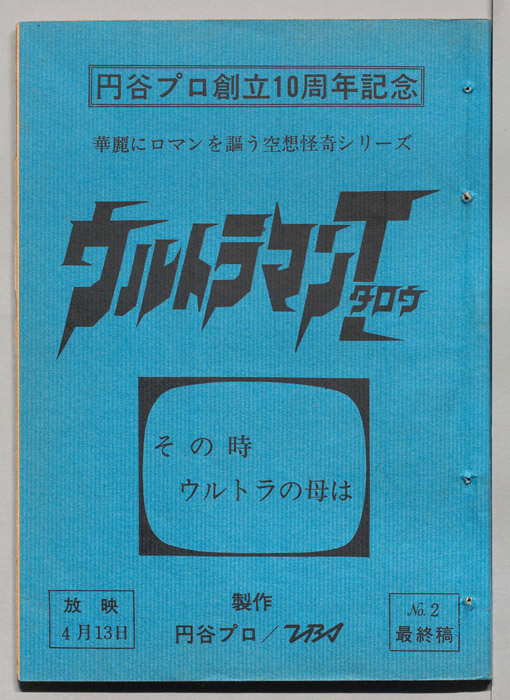 円谷プロ創立10周年記念
華麗にロマンを謳う空想怪奇シリーズ
ウルトラマンT
タロウ
その時
ウルトラの母は
放映
4月13日
製作
円谷プロ/TBS
No.2
最終稿